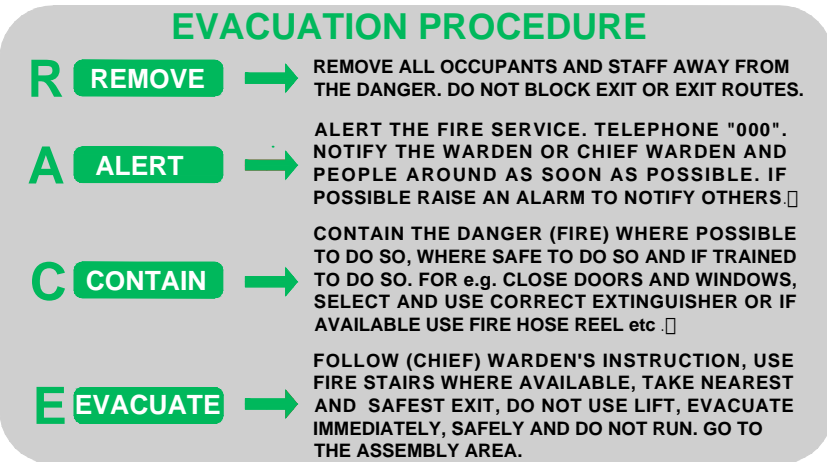 EVACUATION PROCEDURE
R REMOVE REMOVE ALL OCCUPANTS AND STAFF AWAY FROM
THE DANGER. DO NOT BLOCK EXIT OR EXIT ROUTES.
A ALERT ALERT THE FIRE SERVICE. TELEPHONE "000".
NOTIFY THE WARDEN OR CHIEF WARDEN AND
PEOPLE AROUND AS SOON AS POSSIBLE. IF
POSSIBLE RAISE AN ALARM TO NOTIFY OTHERS.
C CONTAIN CONTAIN THE DANGER (FIRE) WHERE POSSIBLE
TO DO SO, WHERE SAFE TO DO SO AND IF TRAINED
TO DO SO. FOR e.g. CLOSE DOORS AND WINDOWS,
SELECT AND USE CORRECT EXTINGUISHER OR IF
AVAILABLE USE FIRE HOSE REEL etc .
E EVACUATE FOLLOW (CHIEF) WARDEN'S INSTRUCTION, USE
FIRE STAIRS WHERE AVAILABLE, TAKE NEAREST
AND SAFEST EXIT, DO NOT USE LIFT, EVACUATE
IMMEDIATELY, SAFELY AND DO NOT RUN. GO TO
THE ASSEMBLY AREA.